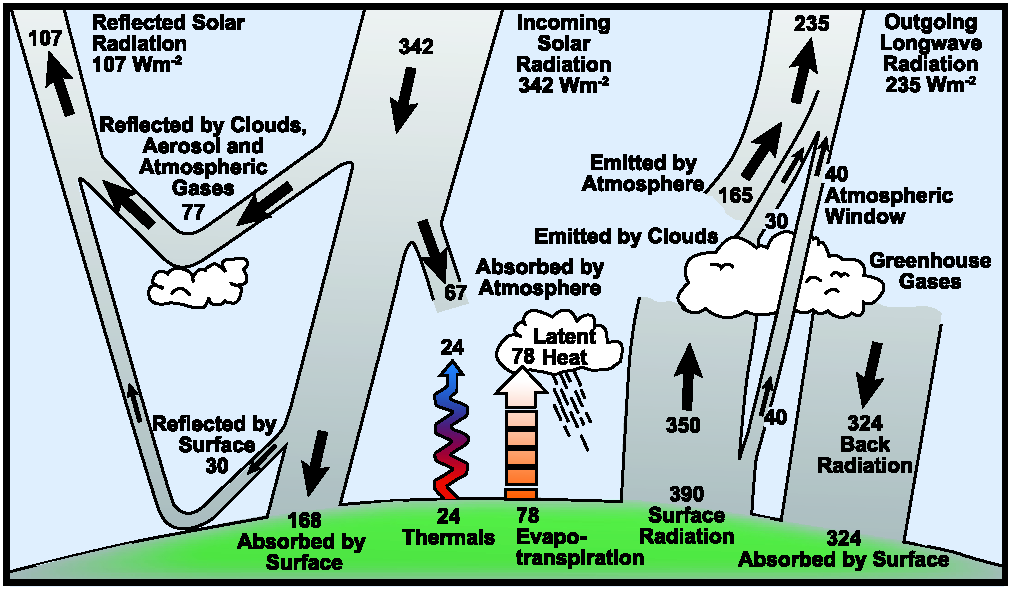 107
Reflected Solar
Radiation
107 Wm-2
342
Incoming
Solar
Radiation
342 Wm-2
235
Outgoing
Longwave
Radiation
235 Wm-2
Reflected by Clouds,
Aerosol and
Atmospheric
Gases
77
Emitted by
Atmosphere
165
40
Atmospheric
Window
30
Emitted by Clouds
Greenhouse
Gases
Absorbed by
Atmosphere
67
24
Latent
Heat
78
Reflected by
Surface
30
350
40
324
Back
Radiation
168
Absorbed by
Surface
24
Thermals
78
Evapo-
transpiration
390
Surface
Radiation
324
Absorbed by Surface